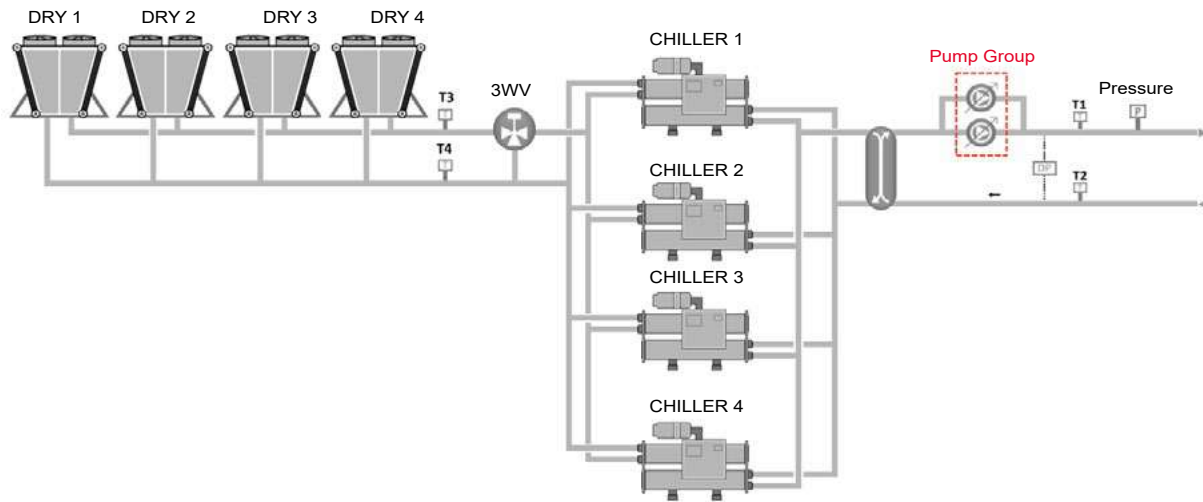 DRY 1
DRY 2
DRY 3
DRY 4
CHILLER 1
Pump Group
T3
3WV
T1
Pressure
P
T4
CHILLER 2
DP
T2
CHILLER 3
CHILLER 4